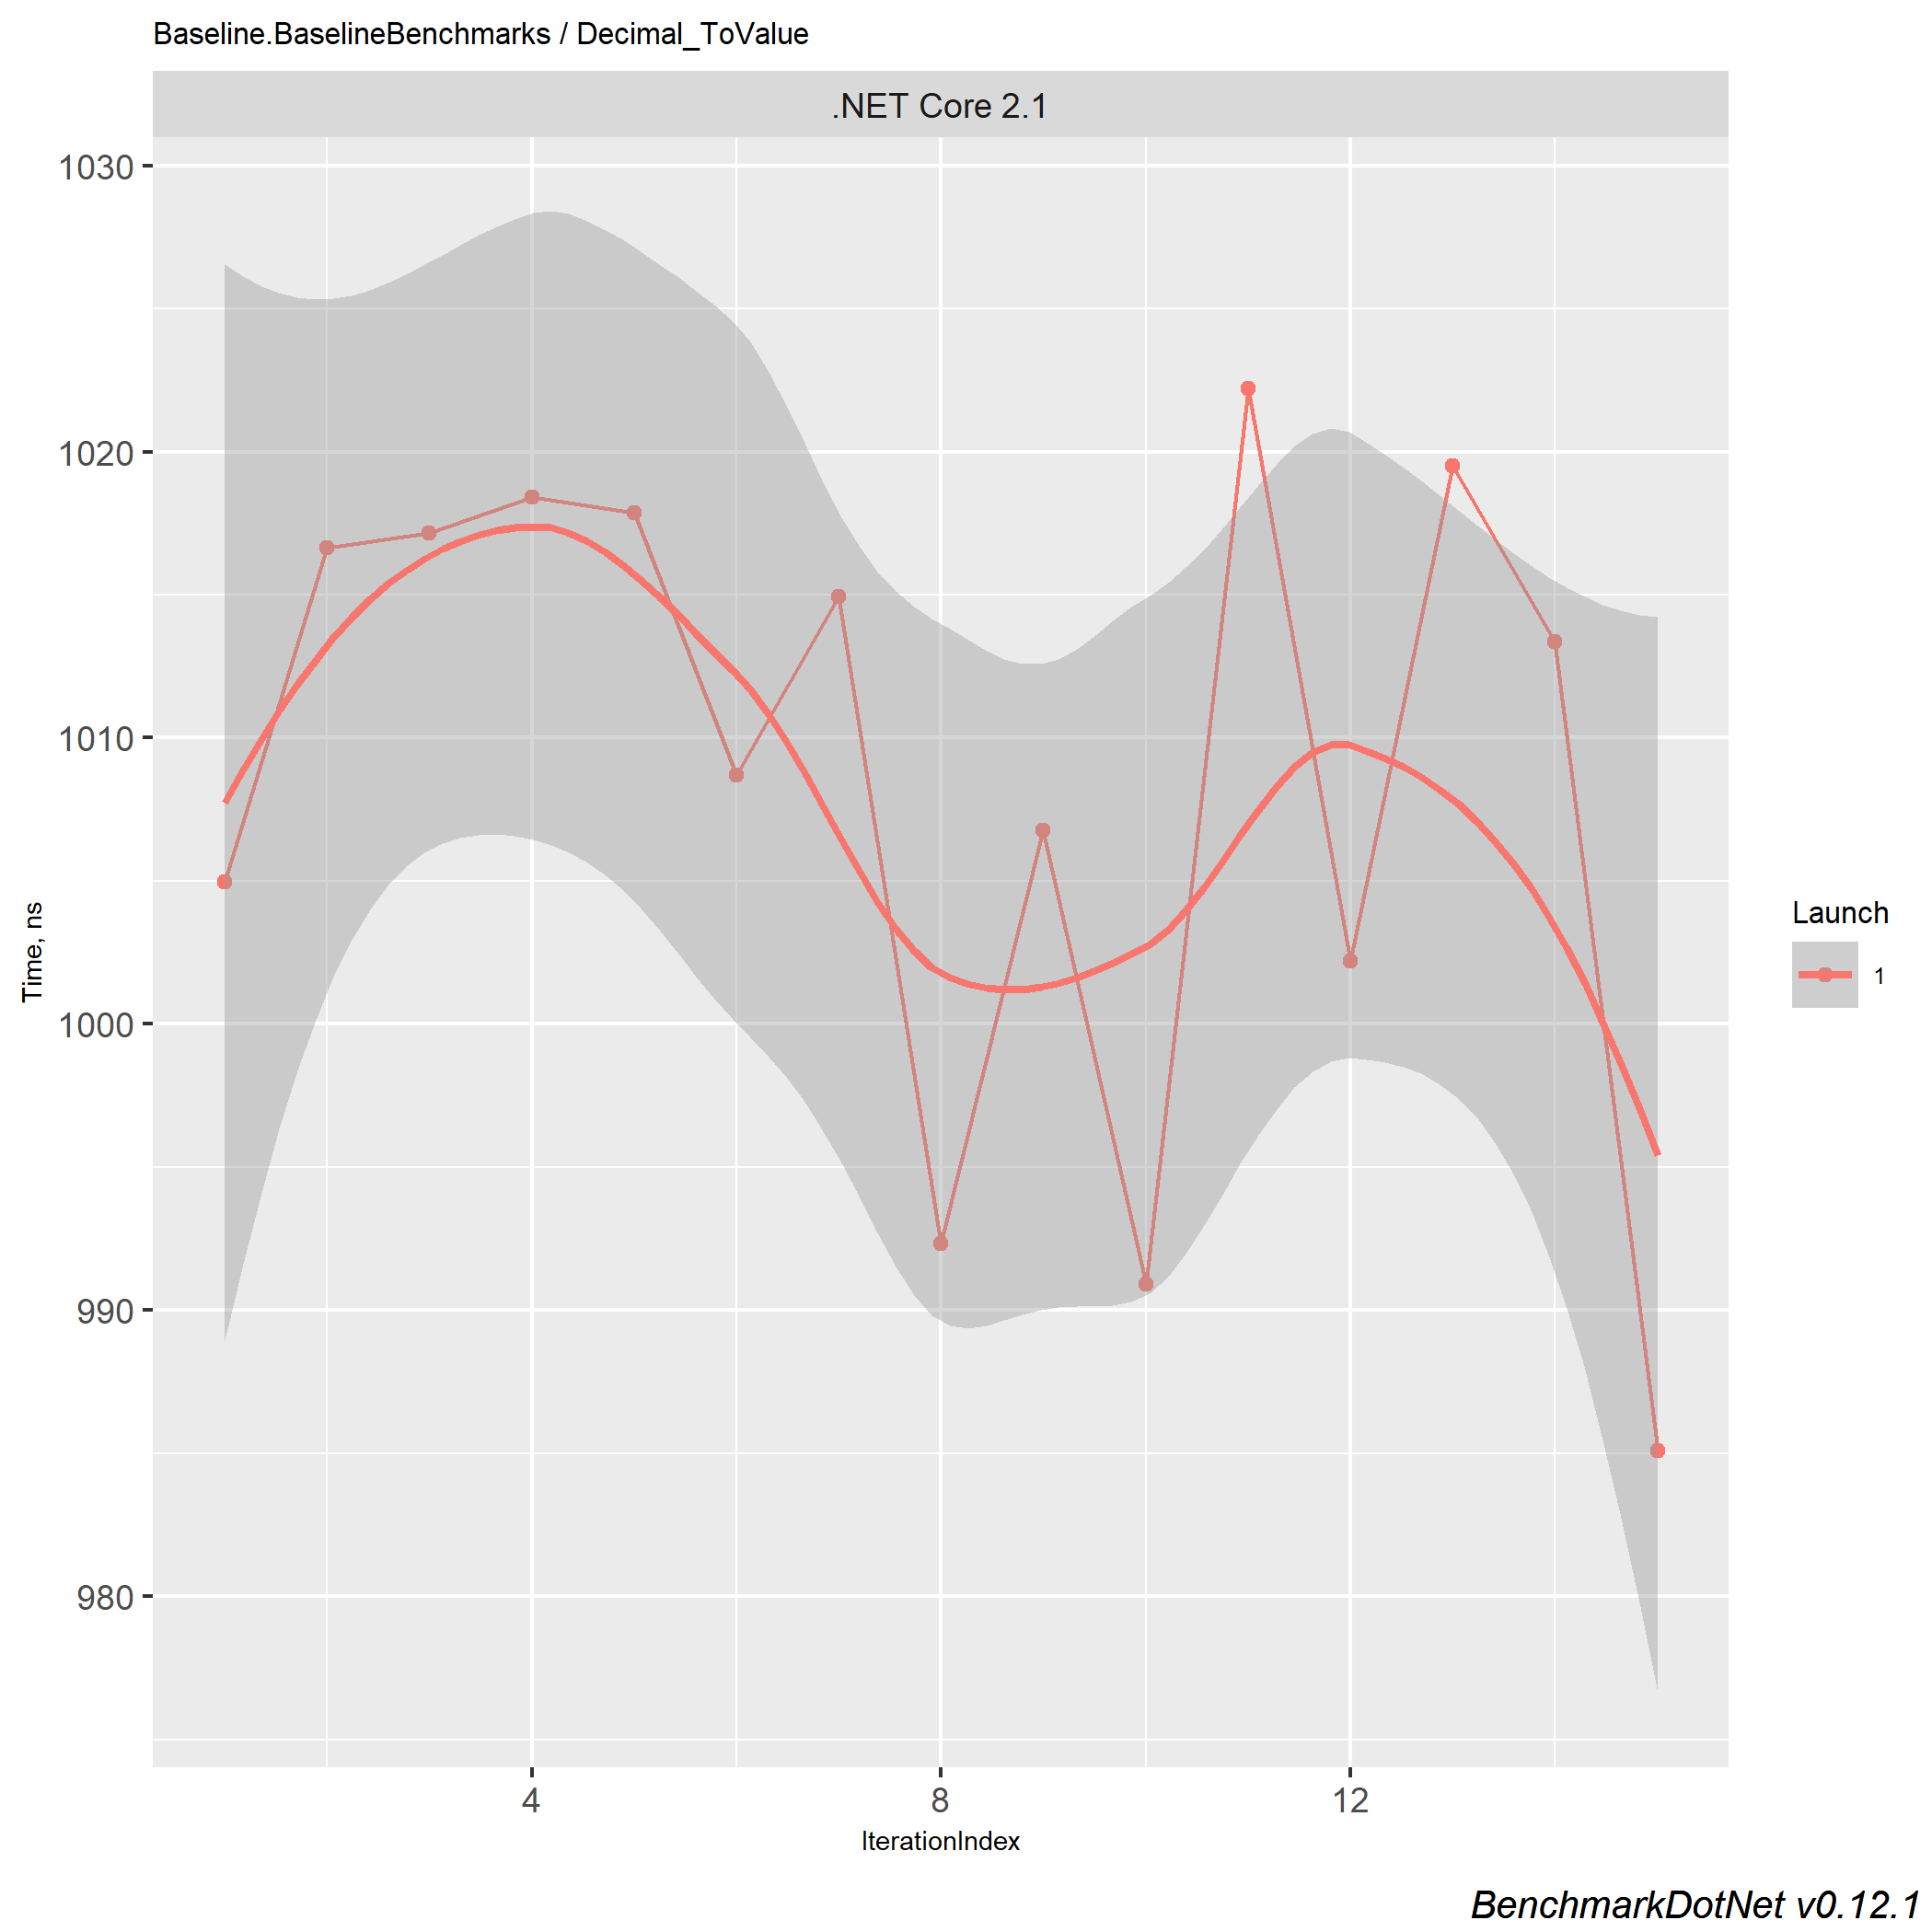 Baseline.BaselineBenchmarks / Decimal_ToValue
.NET Core 2.1
1030
1020
1010
1000
990
980
Time, ns
4 8 12
IterationIndex
Launch
1
BenchmarkDotNet v0.12.1